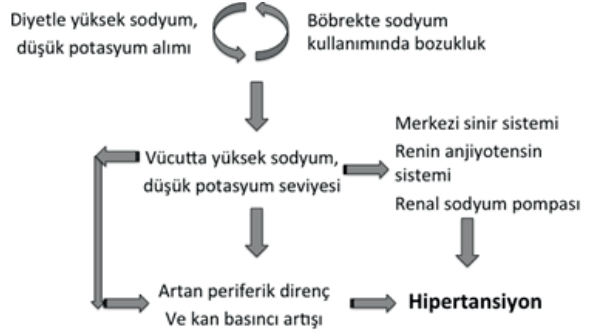 Diyetle yüksek sodyum,
düşük potasyum alımı
Böbrekte sodyum
kullanımında bozukluk
Vücutta yüksek sodyum,
düşük potasyum seviyesi
Merkezi sinir sistemi
Renin anjiyotensin
sistemi
Renal sodyum pompası
Artan periferik direnç
Ve kan basıncı artışı
Hipertansiyon